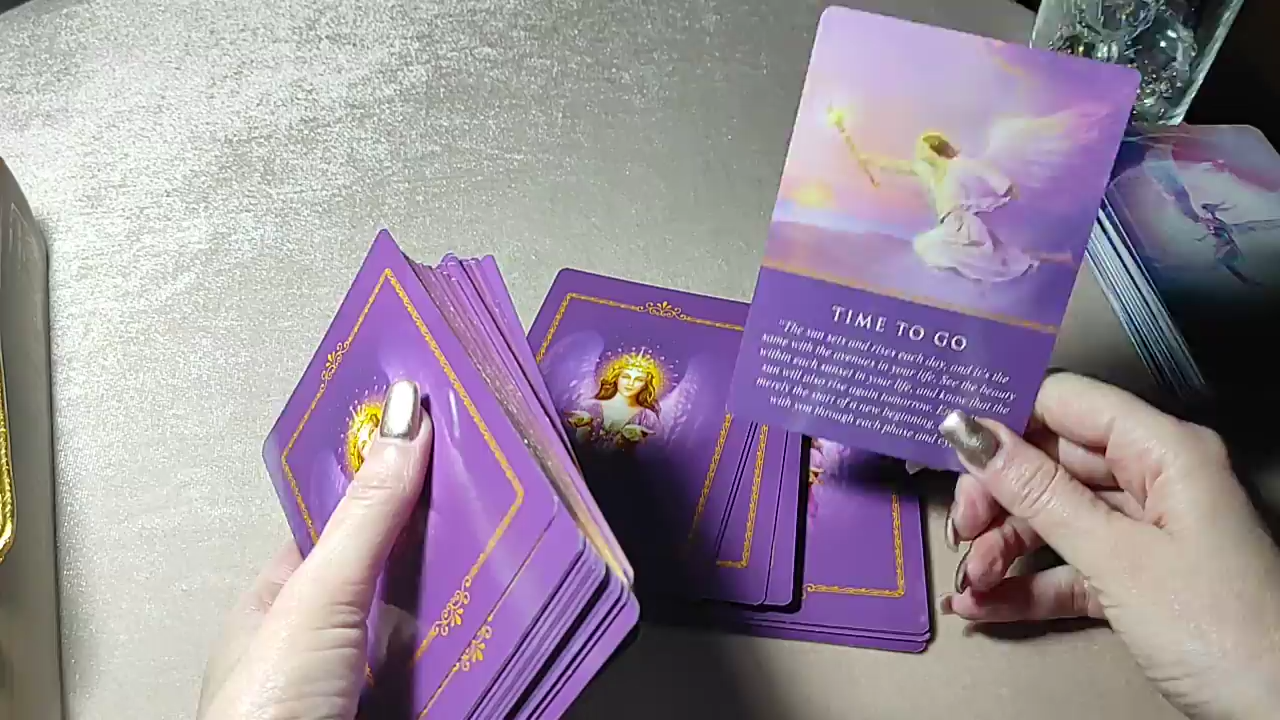 TIME TO GO
"The sun sets and rises each day, and it's the
same with the avenues in your life. See the beauty
within each sunset in your life, and know that the
sun will also rise again tomorrow.
merely the start of a new beginning.
with you through each phase and